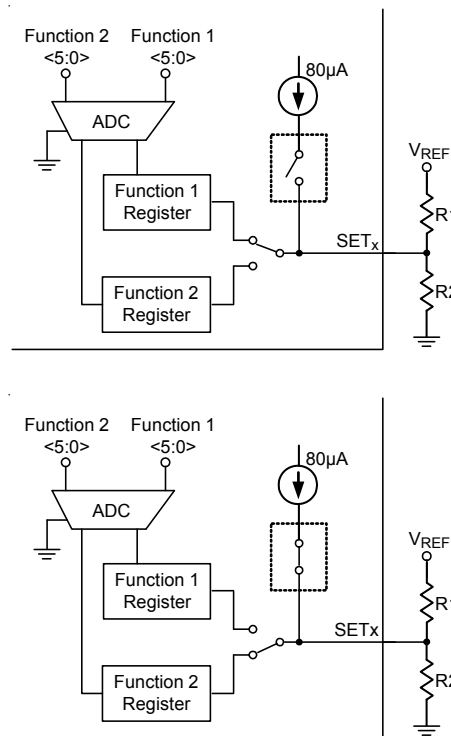 Function 2 Function 1
<5:0> <5:0>
80µA
ADC
VREF
Function 1
Register
R1
SETx
Function 2
Register
R2
Function 2 Function 1
<5:0> <5:0>
80µA
ADC
VREF
Function 1
Register
R1
SETx
Function 2
Register
R2